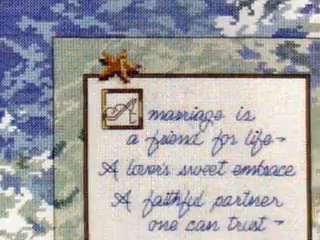 A marriage is
a friend for life -
A lover's sweet embrace
A faithful partner
one can trust -